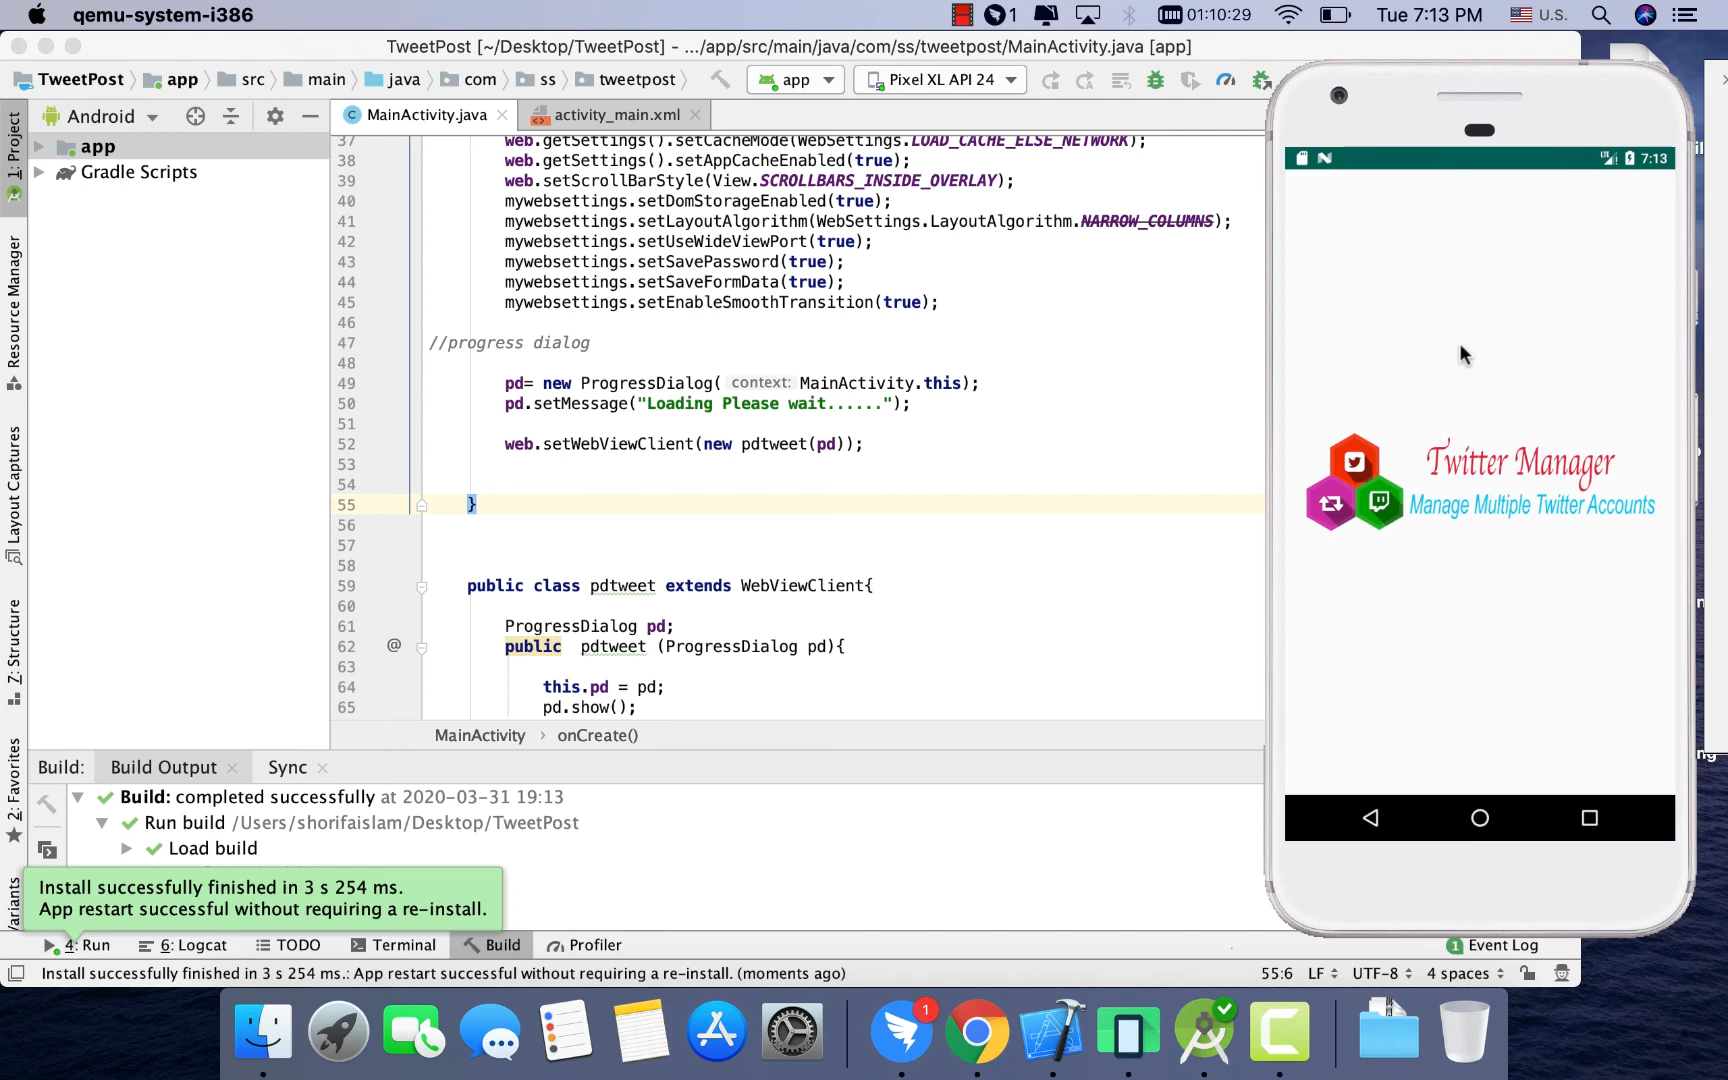 qemu-system-i386
1
01:10:29
Tue 7:13 PM
U.S.
TweetPost [~/Desktop/TweetPost] - .../app/src/main/java/com/ss/tweetpost/MainActivity.java [app]
TweetPost
app
src
main
java
com
ss
tweetpost
app
Pixel XL API 24
Android
MainActivity.java
activity_main.xml
1: Project
Resource Manager
Layout Captures
Z: Structure
2: Favorites
app
Gradle Scripts
37 web.getSettings().setCacheMode(WebSettings.LOAD_CACHE_ELSE_NETWORK);
38 web.getSettings().setAppCacheEnabled(true);
39 web.setScrollBarStyle(View.SCROLLBARS_INSIDE_OVERLAY);
40 mywebsettings.setDomStorageEnabled(true);
41 mywebsettings.setLayoutAlgorithm(WebSettings.LayoutAlgorithm.NARROW_COLUMNS);
42 mywebsettings.setUseWideViewPort(true);
43 mywebsettings.setSavePassword(true);
44 mywebsettings.setSaveFormData(true);
45 mywebsettings.setEnableSmoothTransition(true);
46
47 //progress dialog
48
49 pd= new ProgressDialog( context: MainActivity.this);
50 pd.setMessage("Loading Please wait......");
51
52 web.setWebViewClient(new pdtweet(pd));
53
54
55 }
56
57
58
59 public class pdtweet extends WebViewClient{
60
61 ProgressDialog pd;
62 public pdtweet (ProgressDialog pd){
63
64 this.pd = pd;
65 pd.show();
MainActivity › onCreate()
LTE
7:13
Twitter Manager
Manage Multiple Twitter Accounts
Build:
Build Output
Sync
Build: completed successfully at 2020-03-31 19:13
Run build /Users/shorifaislam/Desktop/TweetPost
Load build
Install successfully finished in 3 s 254 ms.
App restart successful without requiring a re-install.
4: Run
6: Logcat
TODO
Terminal
Build
Profiler
1 Event Log
Install successfully finished in 3 s 254 ms.: App restart successful without requiring a re-install. (moments ago)
55:6
LF
UTF-8
4 spaces
1